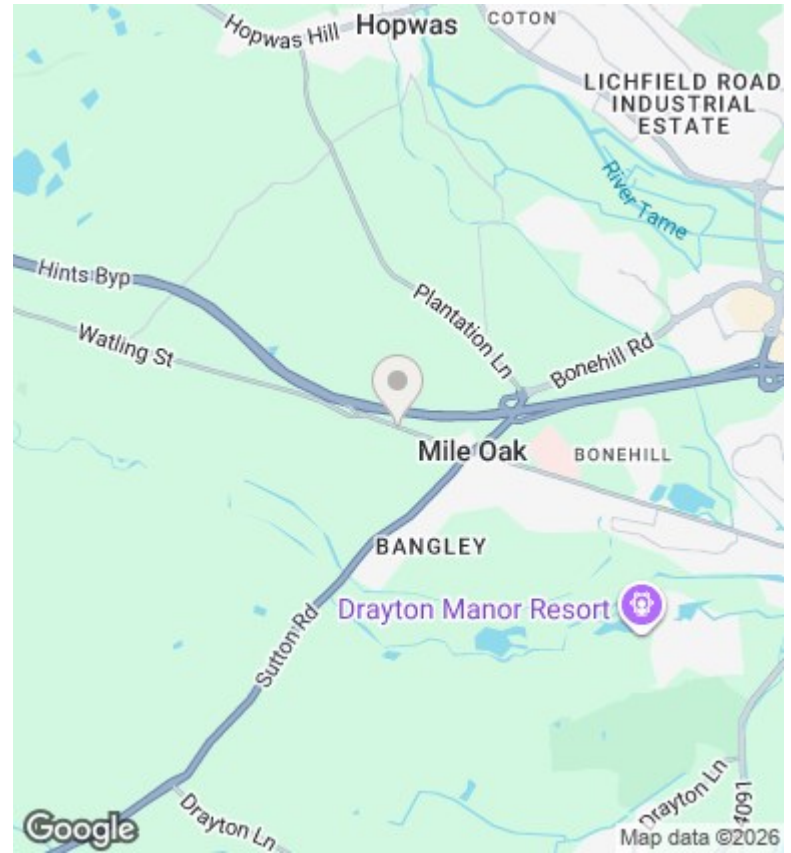 Hopwas Hill
Hopwas
COTON
LICHFIELD ROAD
INDUSTRIAL
ESTATE
River Tame
Hints Byp
Plantation Ln
Watling St
Bonehill Rd
Mile Oak
BONEHILL
BANGLEY
Drayton Manor Resort
Sutton Rd
Drayton Ln
Drayton Ln
4091
Google
Map data ©2026